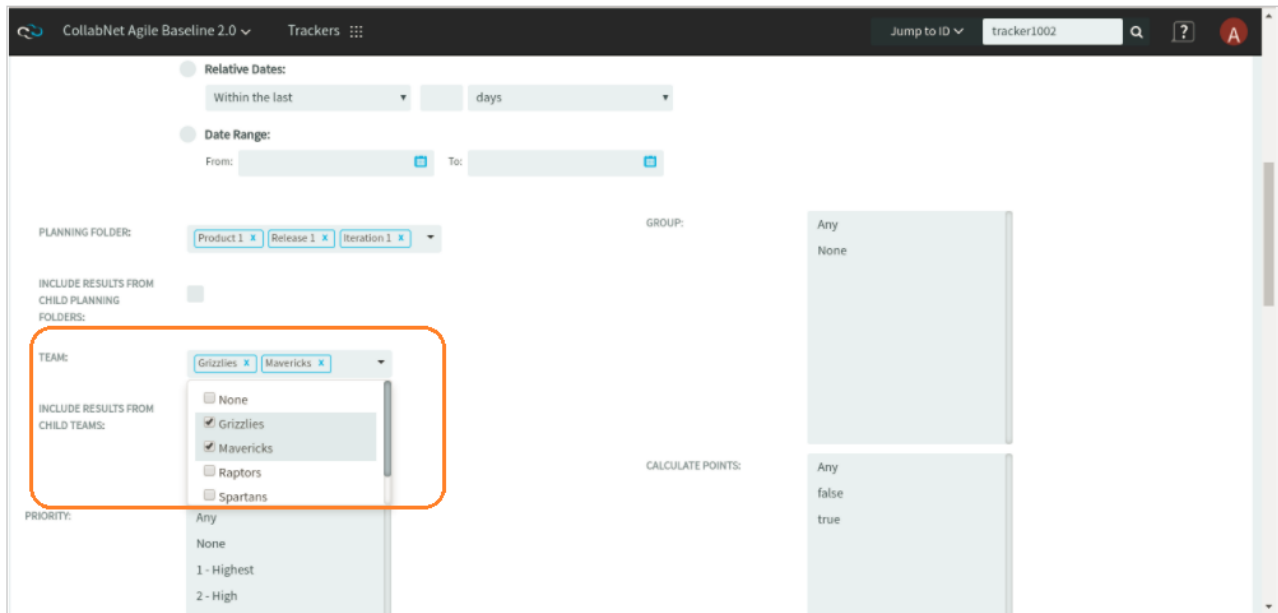 CollabNet Agile Baseline 2.0 Trackers Jump to ID tracker1002 ? A
Relative Dates:
Within the last days
Date Range:
From: To:
PLANNING FOLDER: Product 1 x Release 1 x Iteration 1 x
GROUP:
Any
None
INCLUDE RESULTS FROM
CHILD PLANNING
FOLDERS:
TEAM: Grizzlies x Mavericks x
None
Grizzlies
Mavericks
Raptors
Spartans
INCLUDE RESULTS FROM
CHILD TEAMS:
CALCULATE POINTS:
Any
false
true
PRIORITY:
Any
None
1 - Highest
2 - High